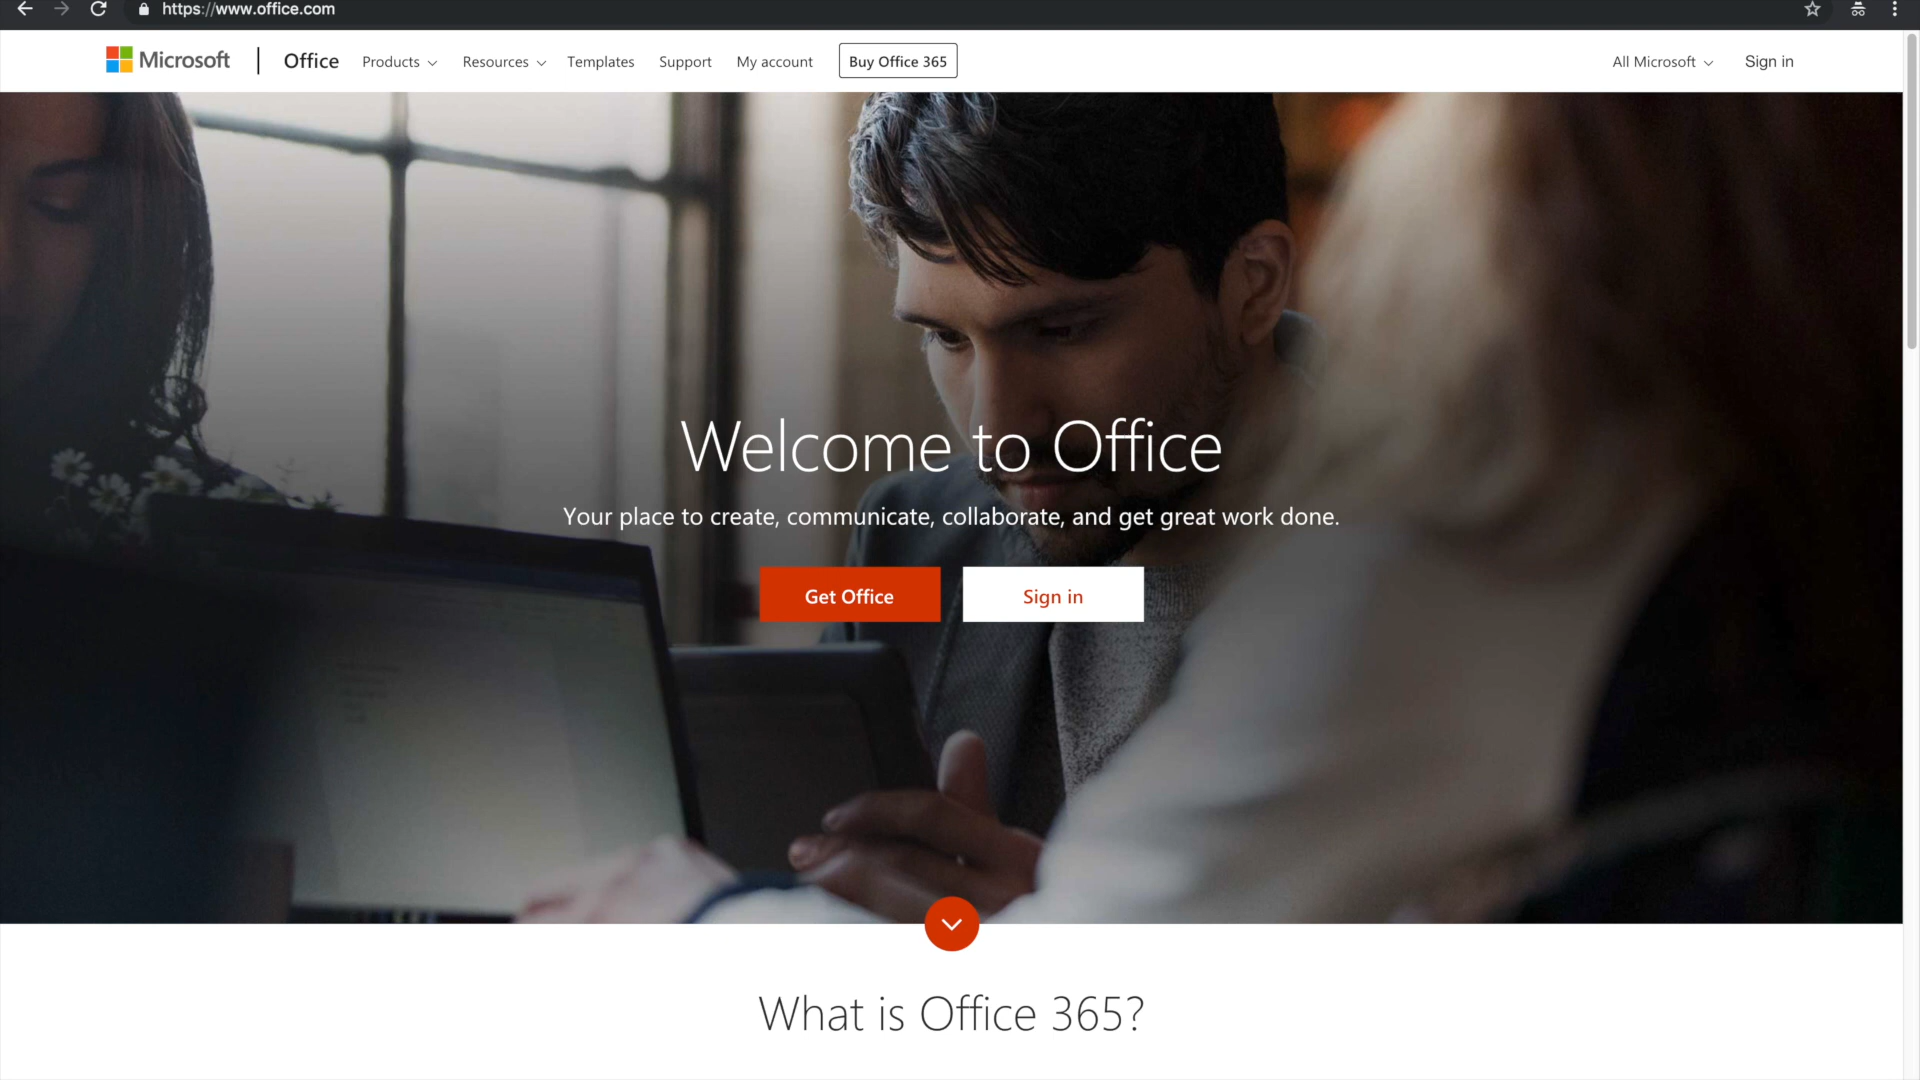 https://www.office.com
Microsoft Office Products Resources Templates Support My account Buy Office 365 All Microsoft Sign in
Welcome to Office
Your place to create, communicate, collaborate, and get great work done.
Get Office Sign in
What is Office 365?